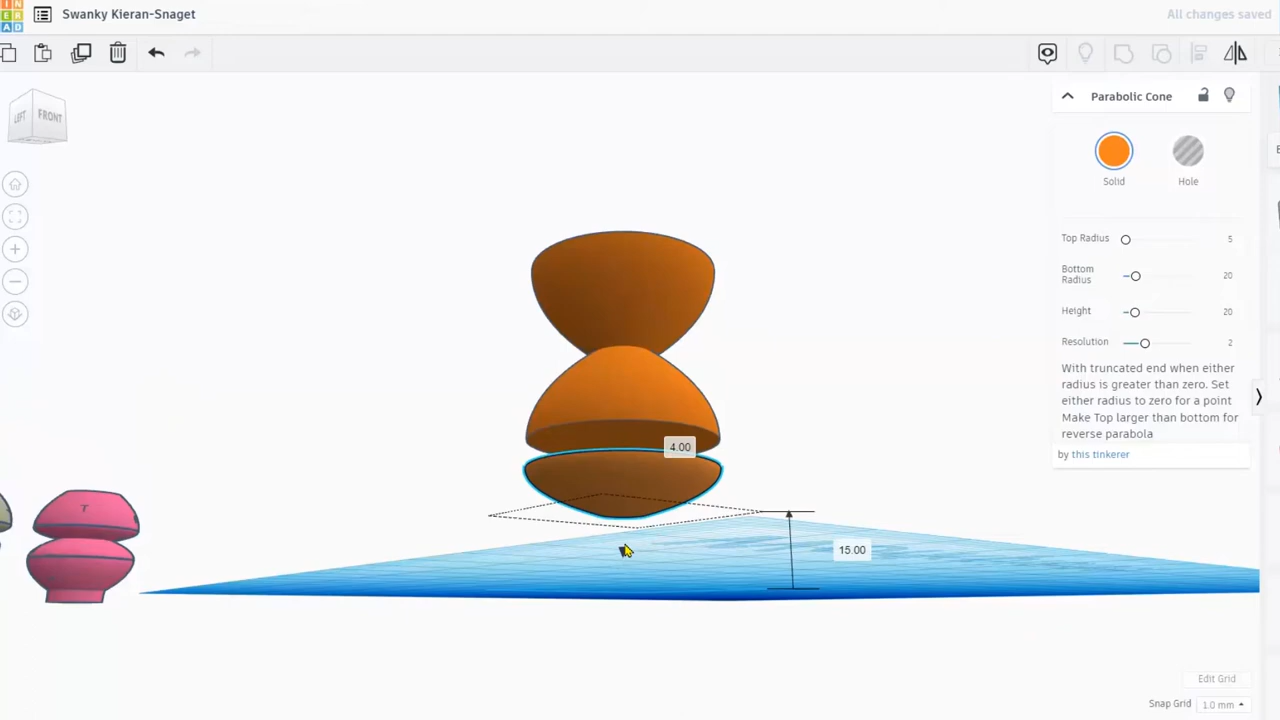 Swanky Kieran-Snaget
All changes saved
LEFT
FRONT
Parabolic Cone
Solid
Hole
Top Radius 5
Bottom
Radius 20
Height 20
Resolution 2
With truncated end when either
radius is greater than zero. Set
either radius to zero for a point
Make Top larger than bottom for
reverse parabola
by this tinkerer
4.00
T
15.00
Edit Grid
Snap Grid 1.0 mm